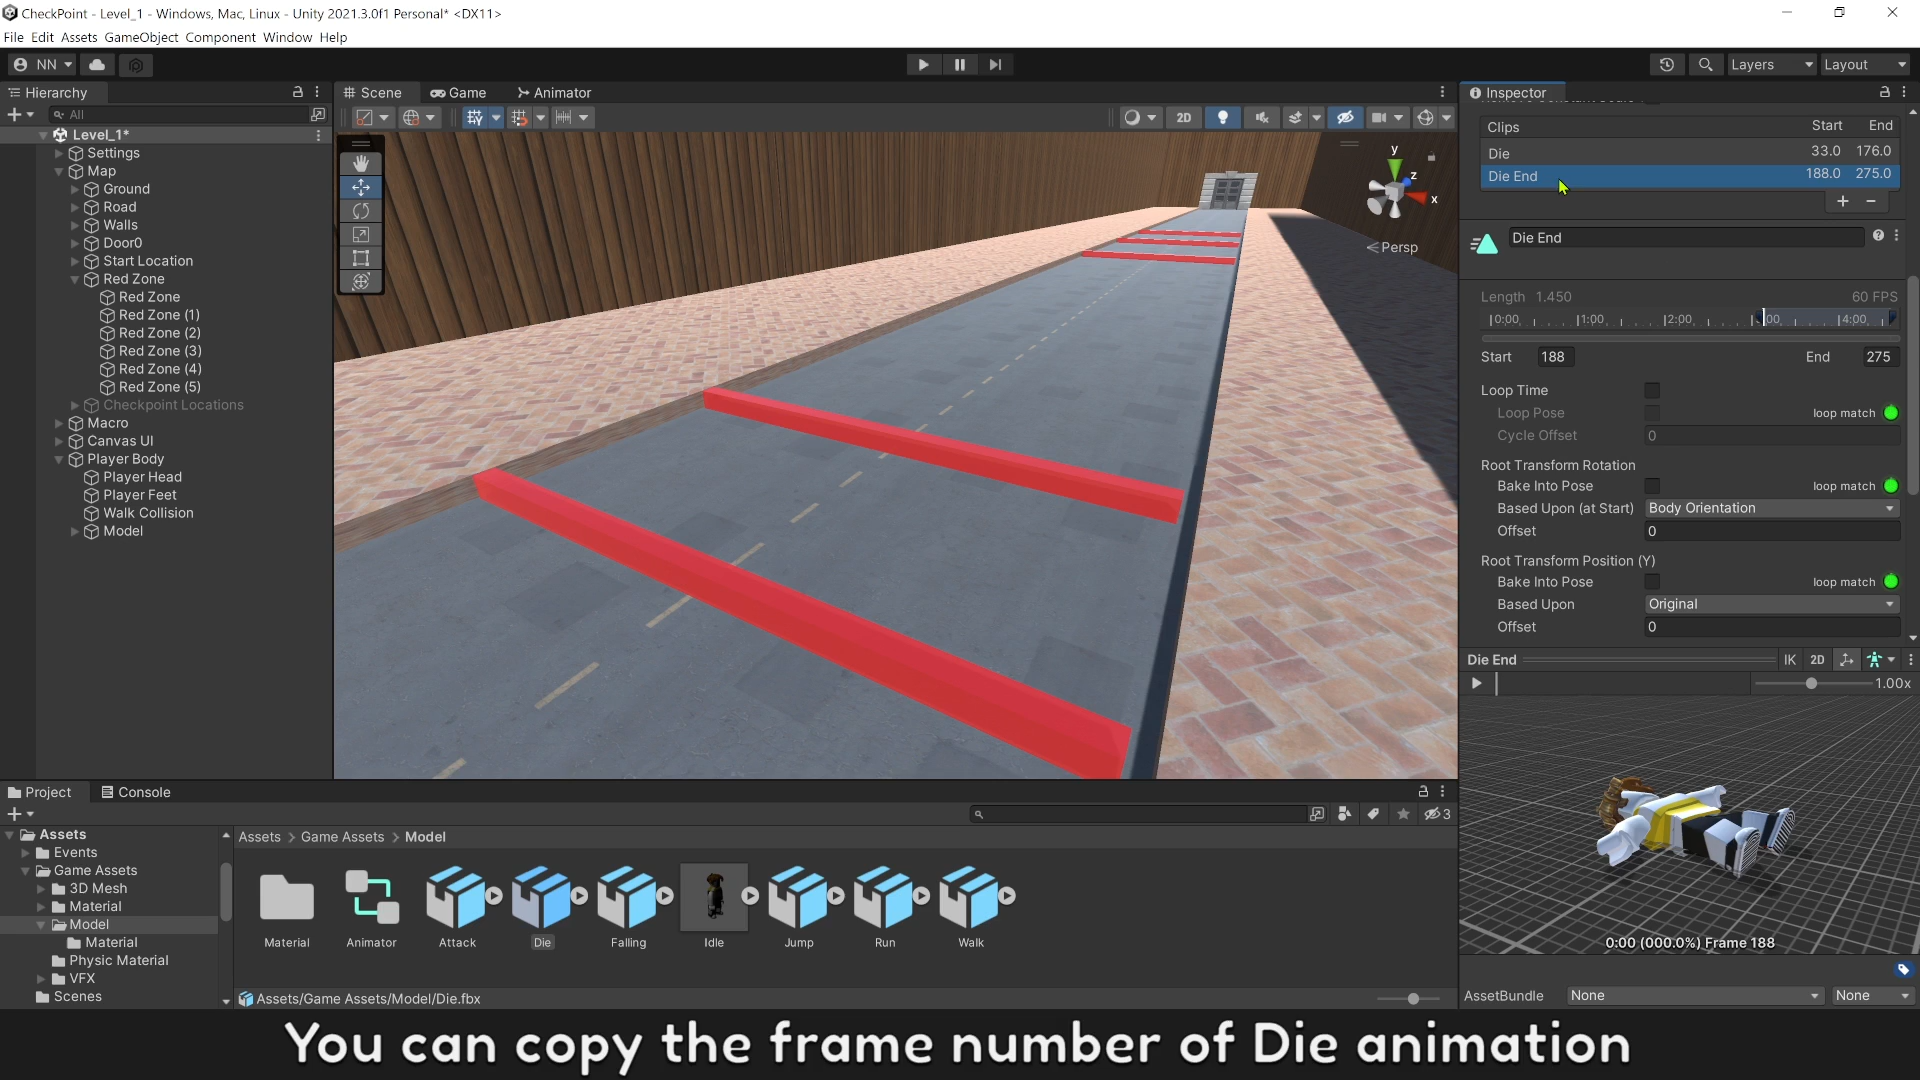 CheckPoint - Level_1 - Windows, Mac, Linux - Unity 2021.3.0f1 Personal* <DX11>
File Edit Assets GameObject Component Window Help
NN
Layers
Layout
Hierarchy
All
Level_1*
Settings
Map
Ground
Road
Walls
Door0
Start Location
Red Zone
Red Zone
Red Zone (1)
Red Zone (2)
Red Zone (3)
Red Zone (4)
Red Zone (5)
Checkpoint Locations
Macro
Canvas UI
Player Body
Player Head
Player Feet
Walk Collision
Model
Scene Game Animator
2D
y
z
x
Persp
Inspector
Clips Start End
Die 33.0 176.0
Die End 188.0 275.0
Die End
Length 1.450 60 FPS
0:00 1:00 2:00 :00 4:00
Start 188 End 275
Loop Time
Loop Pose loop match
Cycle Offset 0
Root Transform Rotation
Bake Into Pose loop match
Based Upon (at Start) Body Orientation
Offset 0
Root Transform Position (Y)
Bake Into Pose loop match
Based Upon Original
Offset 0
Die End IK 2D
1.00x
0:00 (000.0%) Frame 188
AssetBundle None None
Project Console
3
Assets
Events
Game Assets
3D Mesh
Material
Model
Material
Physic Material
VFX
Scenes
Assets > Game Assets > Model
Material Animator Attack Die Falling Idle Jump Run Walk
Assets/Game Assets/Model/Die.fbx
You can copy the frame number of Die animation